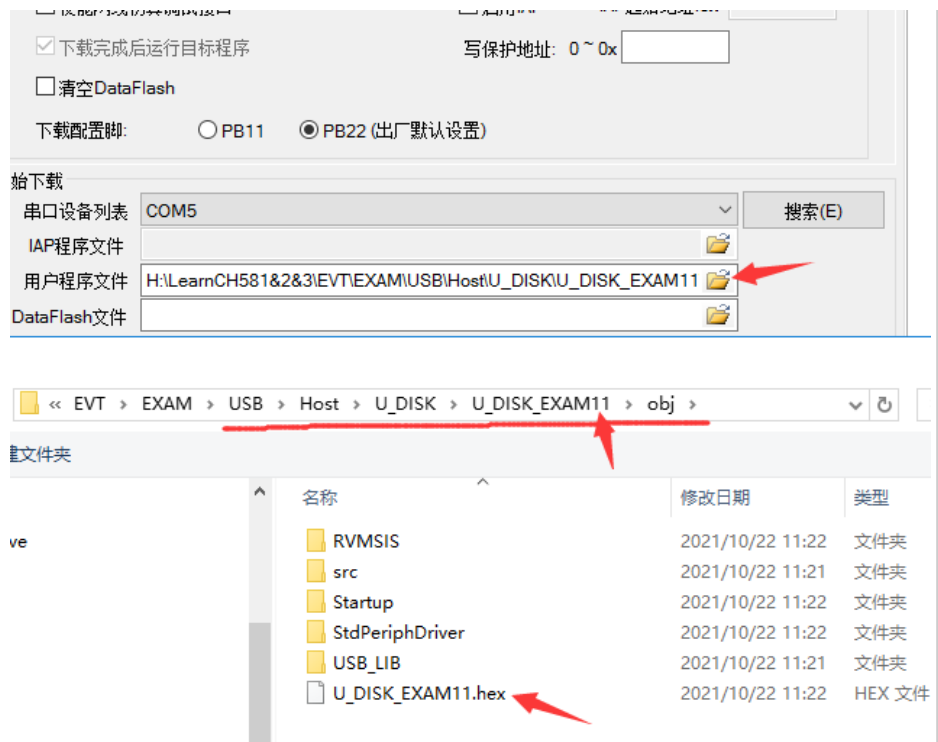 下载完成后运行目标程序
写保护地址: 0 ~ 0x
清空DataFlash
下载配置脚: PB11 PB22 (出厂默认设置)
始下载
串口设备列表 COM5 搜索(E)
IAP程序文件
用户程序文件 H:\LearnCH581&2&3\EVT\EXAM\USB\Host\U_DISK\U_DISK_EXAM11
DataFlash文件
« EVT › EXAM › USB › Host › U_DISK › U_DISK_EXAM11 › obj ›
建文件夹
名称 修改日期 类型
ve
RVMSIS 2021/10/22 11:22 文件夹
src 2021/10/22 11:21 文件夹
Startup 2021/10/22 11:22 文件夹
StdPeriphDriver 2021/10/22 11:22 文件夹
USB_LIB 2021/10/22 11:21 文件夹
U_DISK_EXAM11.hex 2021/10/22 11:22 HEX 文件